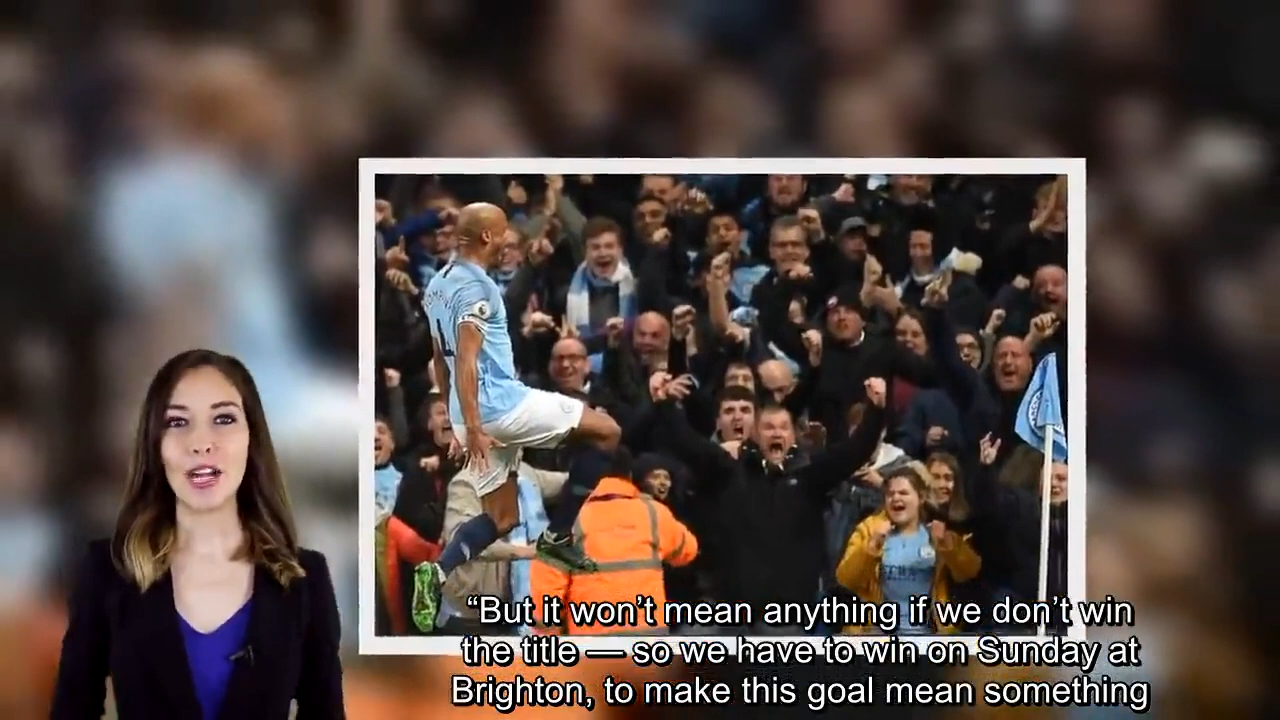 “But it won’t mean anything if we don’t win
the title — so we have to win on Sunday at
Brighton, to make this goal mean something